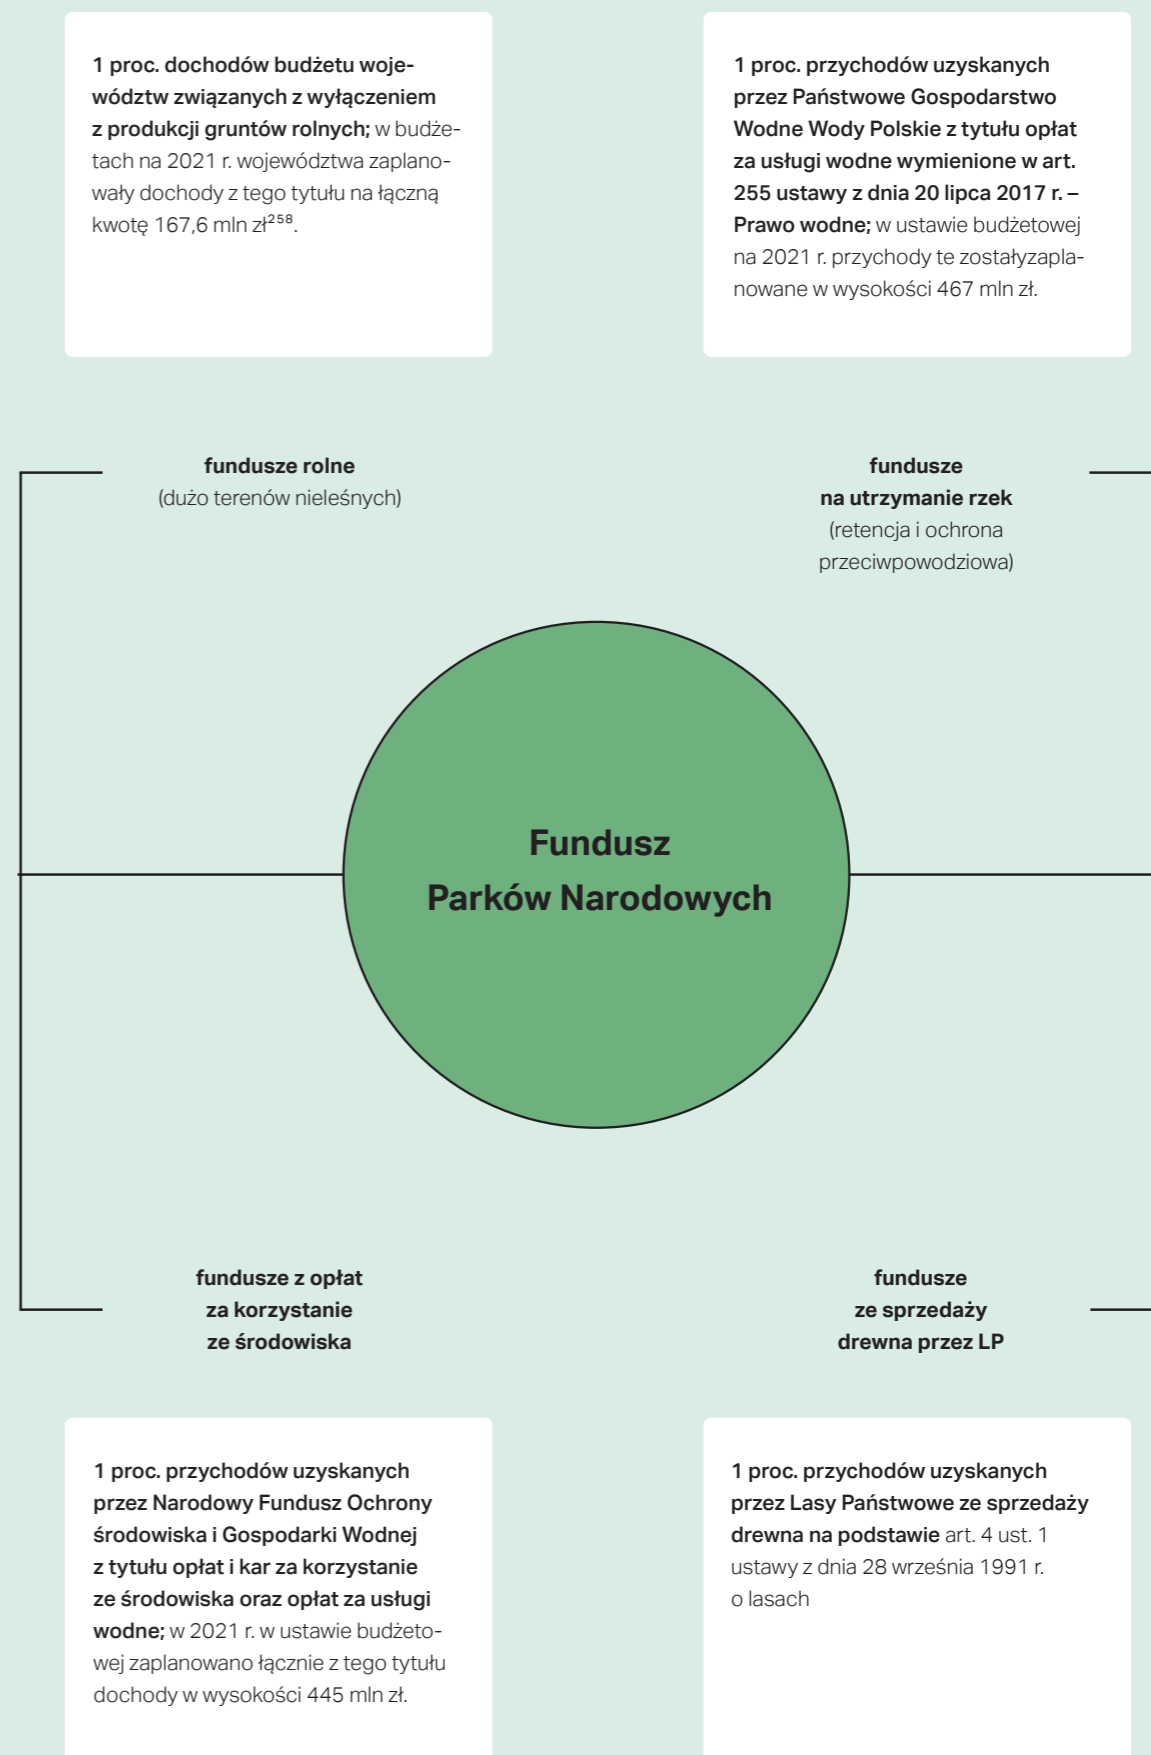 1 proc. dochodów budżetu woje-
wództw związanych z wyłączeniem
z produkcji gruntów rolnych; w budże-
tach na 2021 r. województwa zaplano-
wały dochody z tego tytułu na łączną
kwotę 167,6 mln zł²⁵⁸.
1 proc. przychodów uzyskanych
przez Państwowe Gospodarstwo
Wodne Wody Polskie z tytułu opłat
za usługi wodne wymienione w art.
255 ustawy z dnia 20 lipca 2017 r. –
Prawo wodne; w ustawie budżetowej
na 2021 r. przychody te zostałyzapla-
nowane w wysokości 467 mln zł.
fundusze rolne
(dużo terenów nieleśnych)
fundusze
na utrzymanie rzek
(retencja i ochrona
przeciwpowodziowa)
Fundusz
Parków Narodowych
fundusze z opłat
za korzystanie
ze środowiska
fundusze
ze sprzedaży
drewna przez LP
1 proc. przychodów uzyskanych
przez Narodowy Fundusz Ochrony
środowiska i Gospodarki Wodnej
z tytułu opłat i kar za korzystanie
ze środowiska oraz opłat za usługi
wodne; w 2021 r. w ustawie budżeto-
wej zaplanowano łącznie z tego tytułu
dochody w wysokości 445 mln zł.
1 proc. przychodów uzyskanych
przez Lasy Państwowe ze sprzedaży
drewna na podstawie art. 4 ust. 1
ustawy z dnia 28 września 1991 r.
o lasach